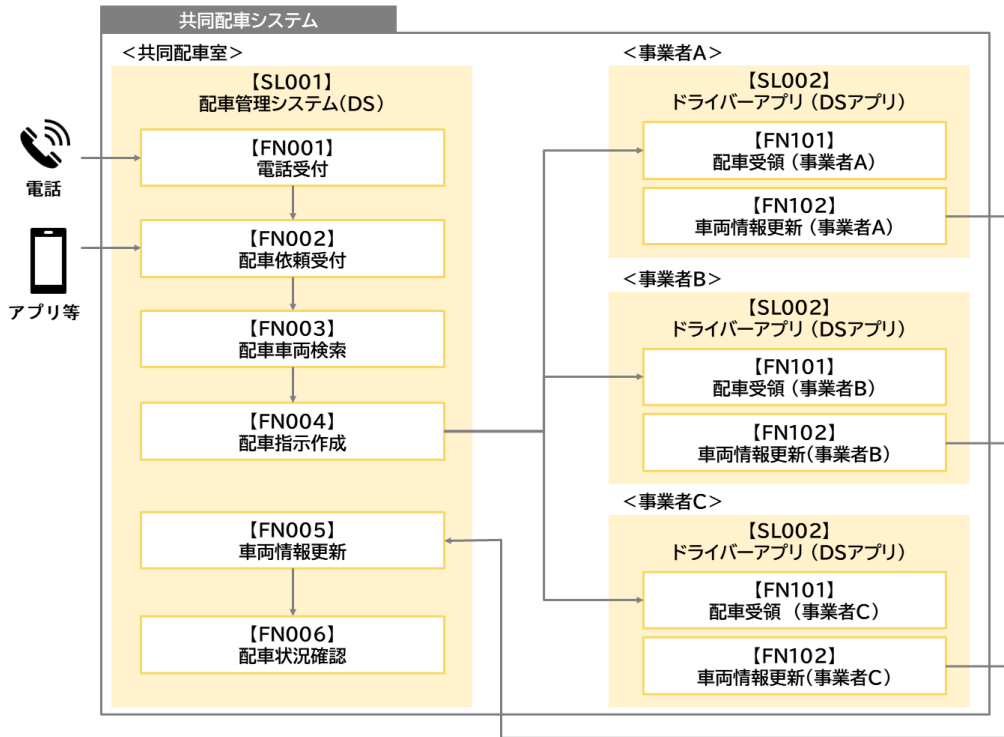 共同配車システム
＜共同配車室＞
【SL001】
配車管理システム(DS)
電話
アプリ等
【FN001】
電話受付
【FN002】
配車依頼受付
【FN003】
配車車両検索
【FN004】
配車指示作成
【FN005】
車両情報更新
【FN006】
配車状況確認
＜事業者A＞
【SL002】
ドライバーアプリ（DSアプリ）
【FN101】
配車受領（事業者A）
【FN102】
車両情報更新（事業者A）
＜事業者B＞
【SL002】
ドライバーアプリ（DSアプリ）
【FN101】
配車受領（事業者B）
【FN102】
車両情報更新(事業者B)
＜事業者C＞
【SL002】
ドライバーアプリ（DSアプリ）
【FN101】
配車受領 （事業者C）
【FN102】
車両情報更新(事業者C)